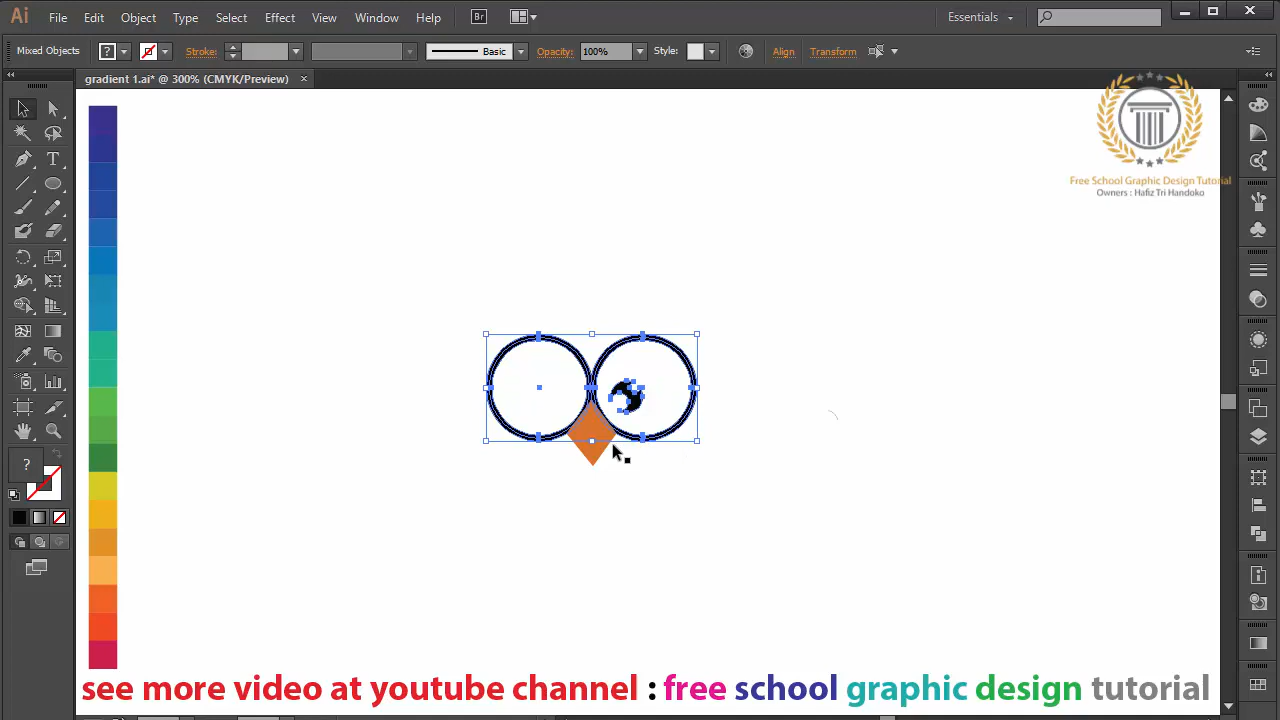 Ai File Edit Object Type Select Effect View Window Help Br Essentials
Mixed Objects ? Stroke: Basic Opacity: 100% Style: Align Transform
gradient 1.ai* @ 300% (CMYK/Preview) ×
Free School Graphic Design Tutorial
Owners : Hafiz Tri Handoko
T
?
see more video at youtube channel : free school graphic design tutorial